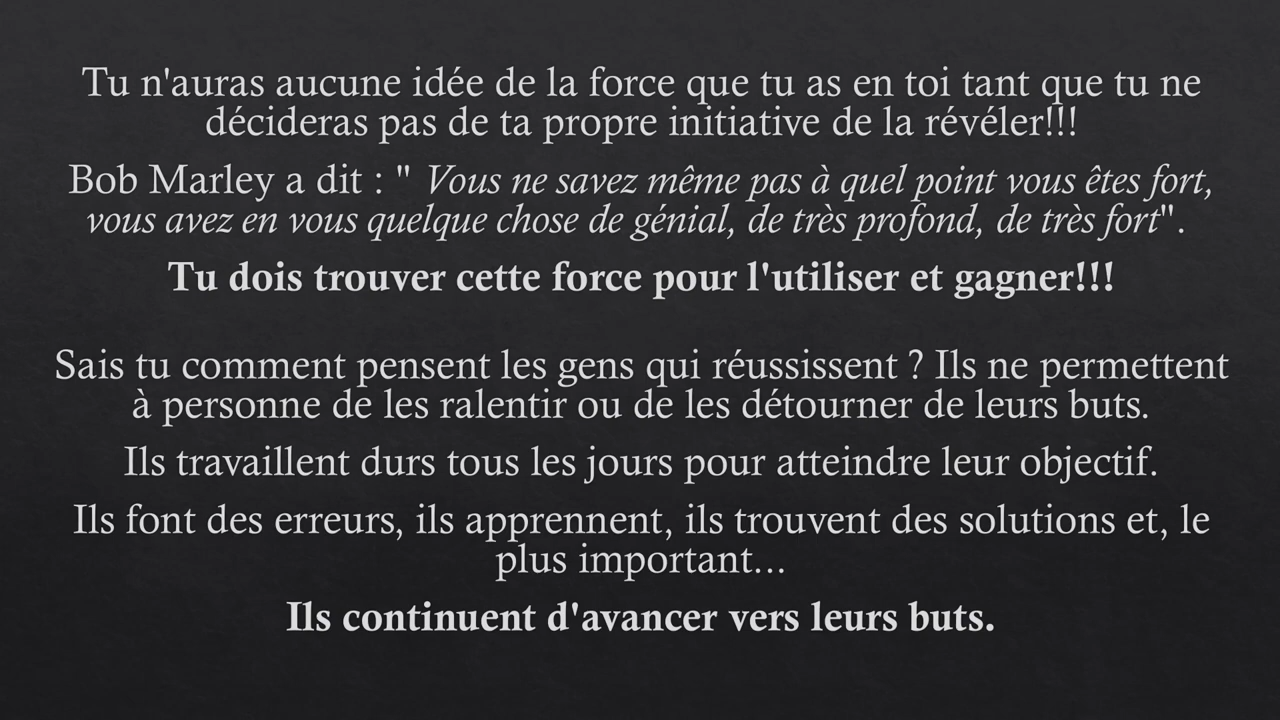 Tu n'auras aucune idée de la force que tu as en toi tant que tu ne
décideras pas de ta propre initiative de la révéler!!!
Bob Marley a dit : " Vous ne savez même pas à quel point vous êtes fort,
vous avez en vous quelque chose de génial, de très profond, de très fort".
Tu dois trouver cette force pour l'utiliser et gagner!!!
Sais tu comment pensent les gens qui réussissent ? Ils ne permettent
à personne de les ralentir ou de les détourner de leurs buts.
Ils travaillent durs tous les jours pour atteindre leur objectif.
Ils font des erreurs, ils apprennent, ils trouvent des solutions et, le
plus important…
Ils continuent d'avancer vers leurs buts.